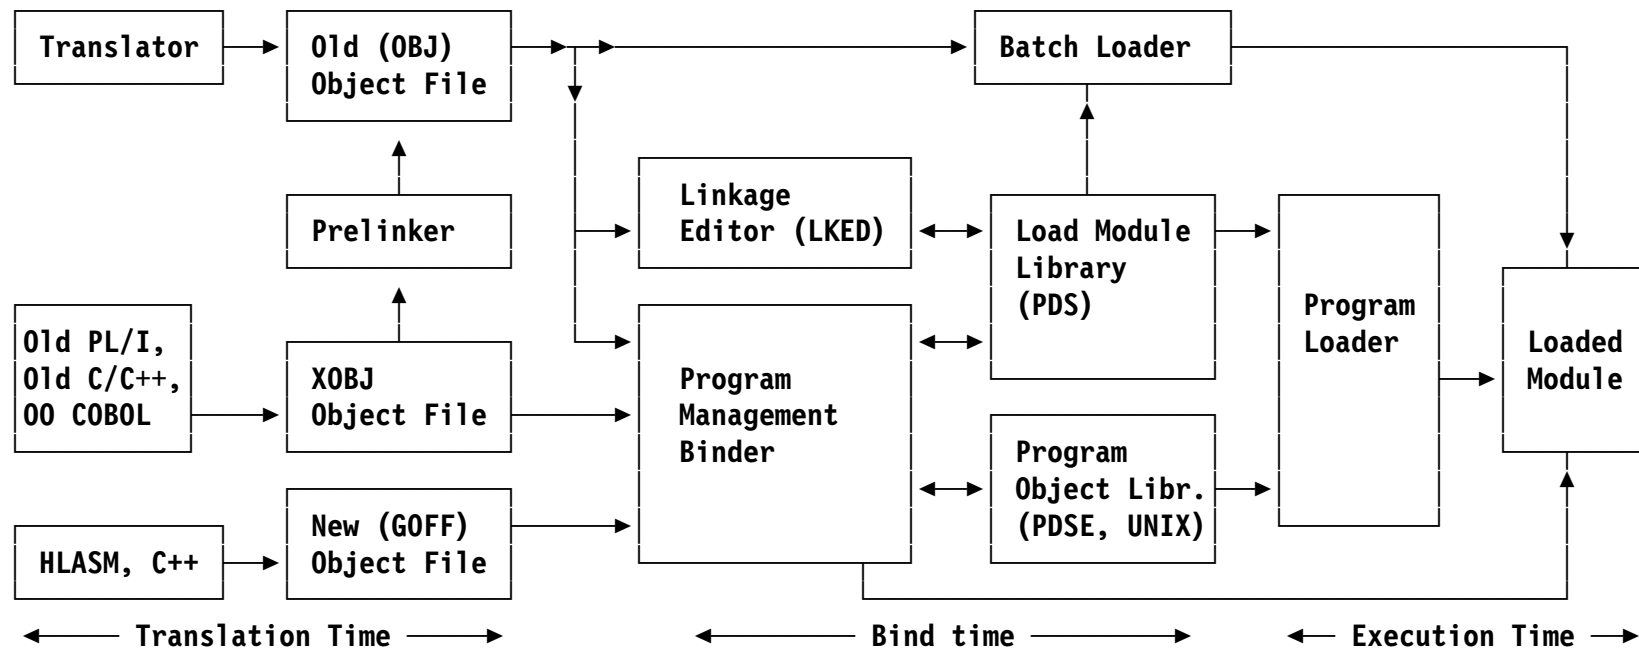 Translator
Old (OBJ)
Object File
Batch Loader
Linkage
Editor (LKED)
Prelinker
Load Module
Library
(PDS)
Program
Loader
Old PL/I,
Old C/C++,
OO COBOL
XOBJ
Object File
Program
Management
Binder
Loaded
Module
Program
Object Libr.
(PDSE, UNIX)
New (GOFF)
Object File
HLASM, C++
Translation Time
Bind time
Execution Time